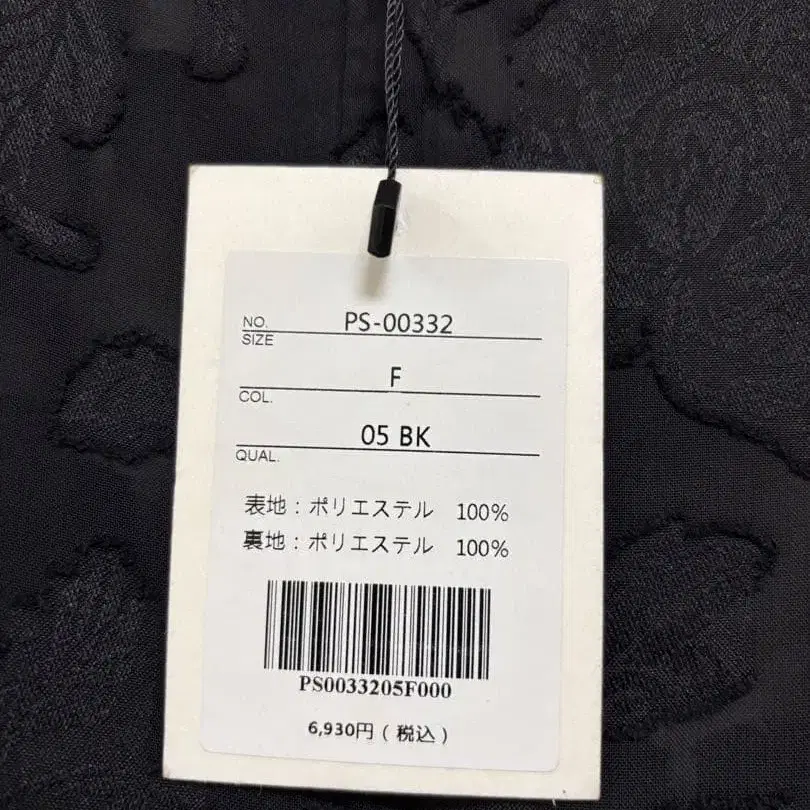 NO. PS-00332
SIZE F
COL. 05 BK
QUAL.
表地：ポリエステル 100%
裏地：ポリエステル 100%
PS0033205F000
6,930円（税込）